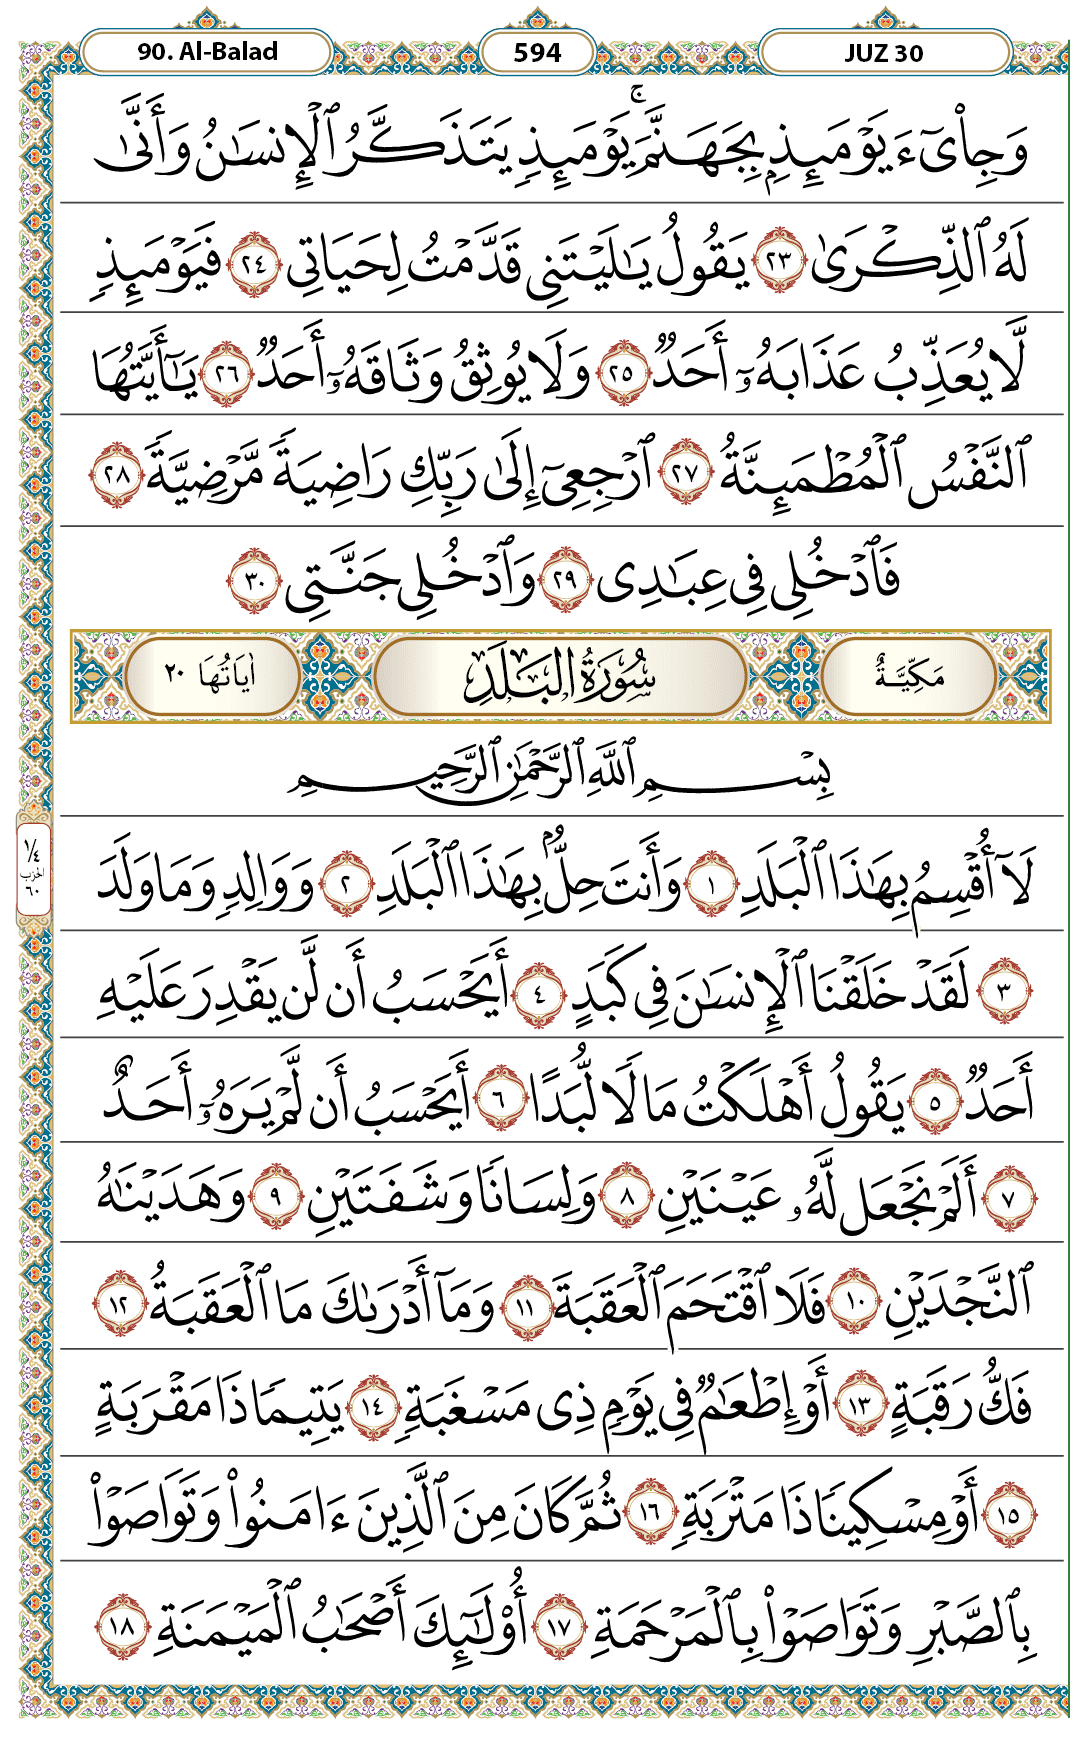 90. Al-Balad 594 JUZ 30
وَجِا۟ىٓءَ يَوْمَئِذِۭ بِجَهَنَّمَ ۚ يَوْمَئِذٍ يَتَذَكَّرُ ٱلْإِنسَـٰنُ وَأَنَّىٰ
لَهُ ٱلذِّكْرَىٰ ٢٣ يَقُولُ يَـٰلَيْتَنِى قَدَّمْتُ لِحَيَاتِى ٢٤ فَيَوْمَئِذٍ
لَّا يُعَذِّبُ عَذَابَهُۥٓ أَحَدٌ ٢٥ وَلَا يُوثِقُ وَثَاقَهُۥٓ أَحَدٌ ٢٦ يَـٰٓأَيَّتُهَا
ٱلنَّفْسُ ٱلْمُطْمَئِنَّةُ ٢٧ ٱرْجِعِىٓ إِلَىٰ رَبِّكِ رَاضِيَةً مَّرْضِيَّةً ٢٨
فَٱدْخُلِى فِى عِبَـٰدِى ٢٩ وَٱدْخُلِى جَنَّتِى ٣٠
مَكِّيَّةٌ سُورَةُ الْبَلَدِ اٰيَاتُهَا ٢٠
بِسْمِ ٱللَّهِ ٱلرَّحْمَـٰنِ ٱلرَّحِيمِ
لَآ أُقْسِمُ بِهَـٰذَا ٱلْبَلَدِ ١ وَأَنتَ حِلٌّۢ بِهَـٰذَا ٱلْبَلَدِ ٢ وَوَالِدٍ وَمَا وَلَدَ
٣ لَقَدْ خَلَقْنَا ٱلْإِنسَـٰنَ فِى كَبَدٍ ٤ أَيَحْسَبُ أَن لَّن يَقْدِرَ عَلَيْهِ
أَحَدٌ ٥ يَقُولُ أَهْلَكْتُ مَالًا لُّبَدًا ٦ أَيَحْسَبُ أَن لَّمْ يَرَهُۥٓ أَحَدٌ
٧ أَلَمْ نَجْعَل لَّهُۥ عَيْنَيْنِ ٨ وَلِسَانًا وَشَفَتَيْنِ ٩ وَهَدَيْنَـٰهُ
ٱلنَّجْدَيْنِ ١٠ فَلَا ٱقْتَحَمَ ٱلْعَقَبَةَ ١١ وَمَآ أَدْرَىٰكَ مَا ٱلْعَقَبَةُ ١٢
فَكُّ رَقَبَةٍ ١٣ أَوْ إِطْعَـٰمٌ فِى يَوْمٍ ذِى مَسْغَبَةٍ ١٤ يَتِيمًا ذَا مَقْرَبَةٍ
١٥ أَوْ مِسْكِينًا ذَا مَتْرَبَةٍ ١٦ ثُمَّ كَانَ مِنَ ٱلَّذِينَ ءَامَنُوا۟ وَتَوَاصَوْا۟
بِٱلصَّبْرِ وَتَوَاصَوْا۟ بِٱلْمَرْحَمَةِ ١٧ أُو۟لَـٰٓئِكَ أَصْحَـٰبُ ٱلْمَيْمَنَةِ ١٨
١/٤
الحزب
٦٠